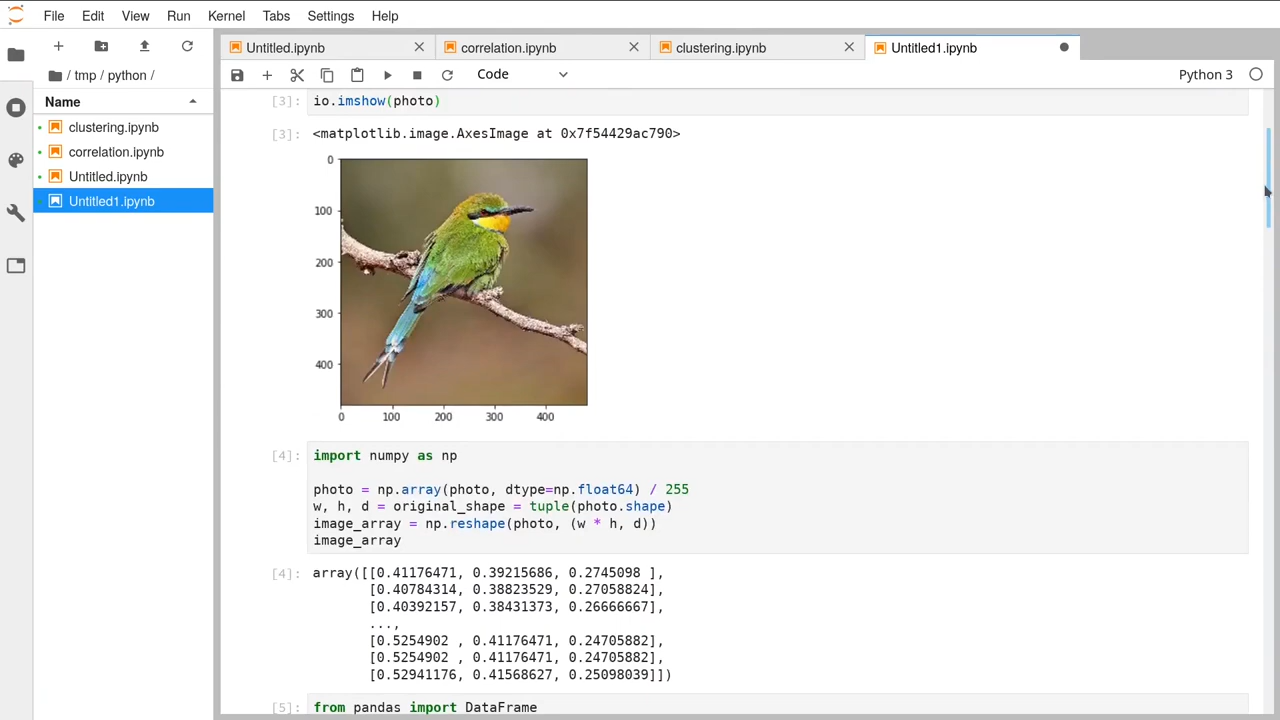 File Edit View Run Kernel Tabs Settings Help
Untitled.ipynb correlation.ipynb clustering.ipynb Untitled1.ipynb
Code Python 3
/ tmp / python /
Name
clustering.ipynb
correlation.ipynb
Untitled.ipynb
Untitled1.ipynb
[3]: io.imshow(photo)
[3]: <matplotlib.image.AxesImage at 0x7f54429ac790>
0
100
200
300
400
0 100 200 300 400
[4]: import numpy as np
photo = np.array(photo, dtype=np.float64) / 255
w, h, d = original_shape = tuple(photo.shape)
image_array = np.reshape(photo, (w * h, d))
image_array
[4]: array([[0.41176471, 0.39215686, 0.2745098 ],
[0.40784314, 0.38823529, 0.27058824],
[0.40392157, 0.38431373, 0.26666667],
...,
[0.5254902 , 0.41176471, 0.24705882],
[0.5254902 , 0.41176471, 0.24705882],
[0.52941176, 0.41568627, 0.25098039]])
[5]: from pandas import DataFrame